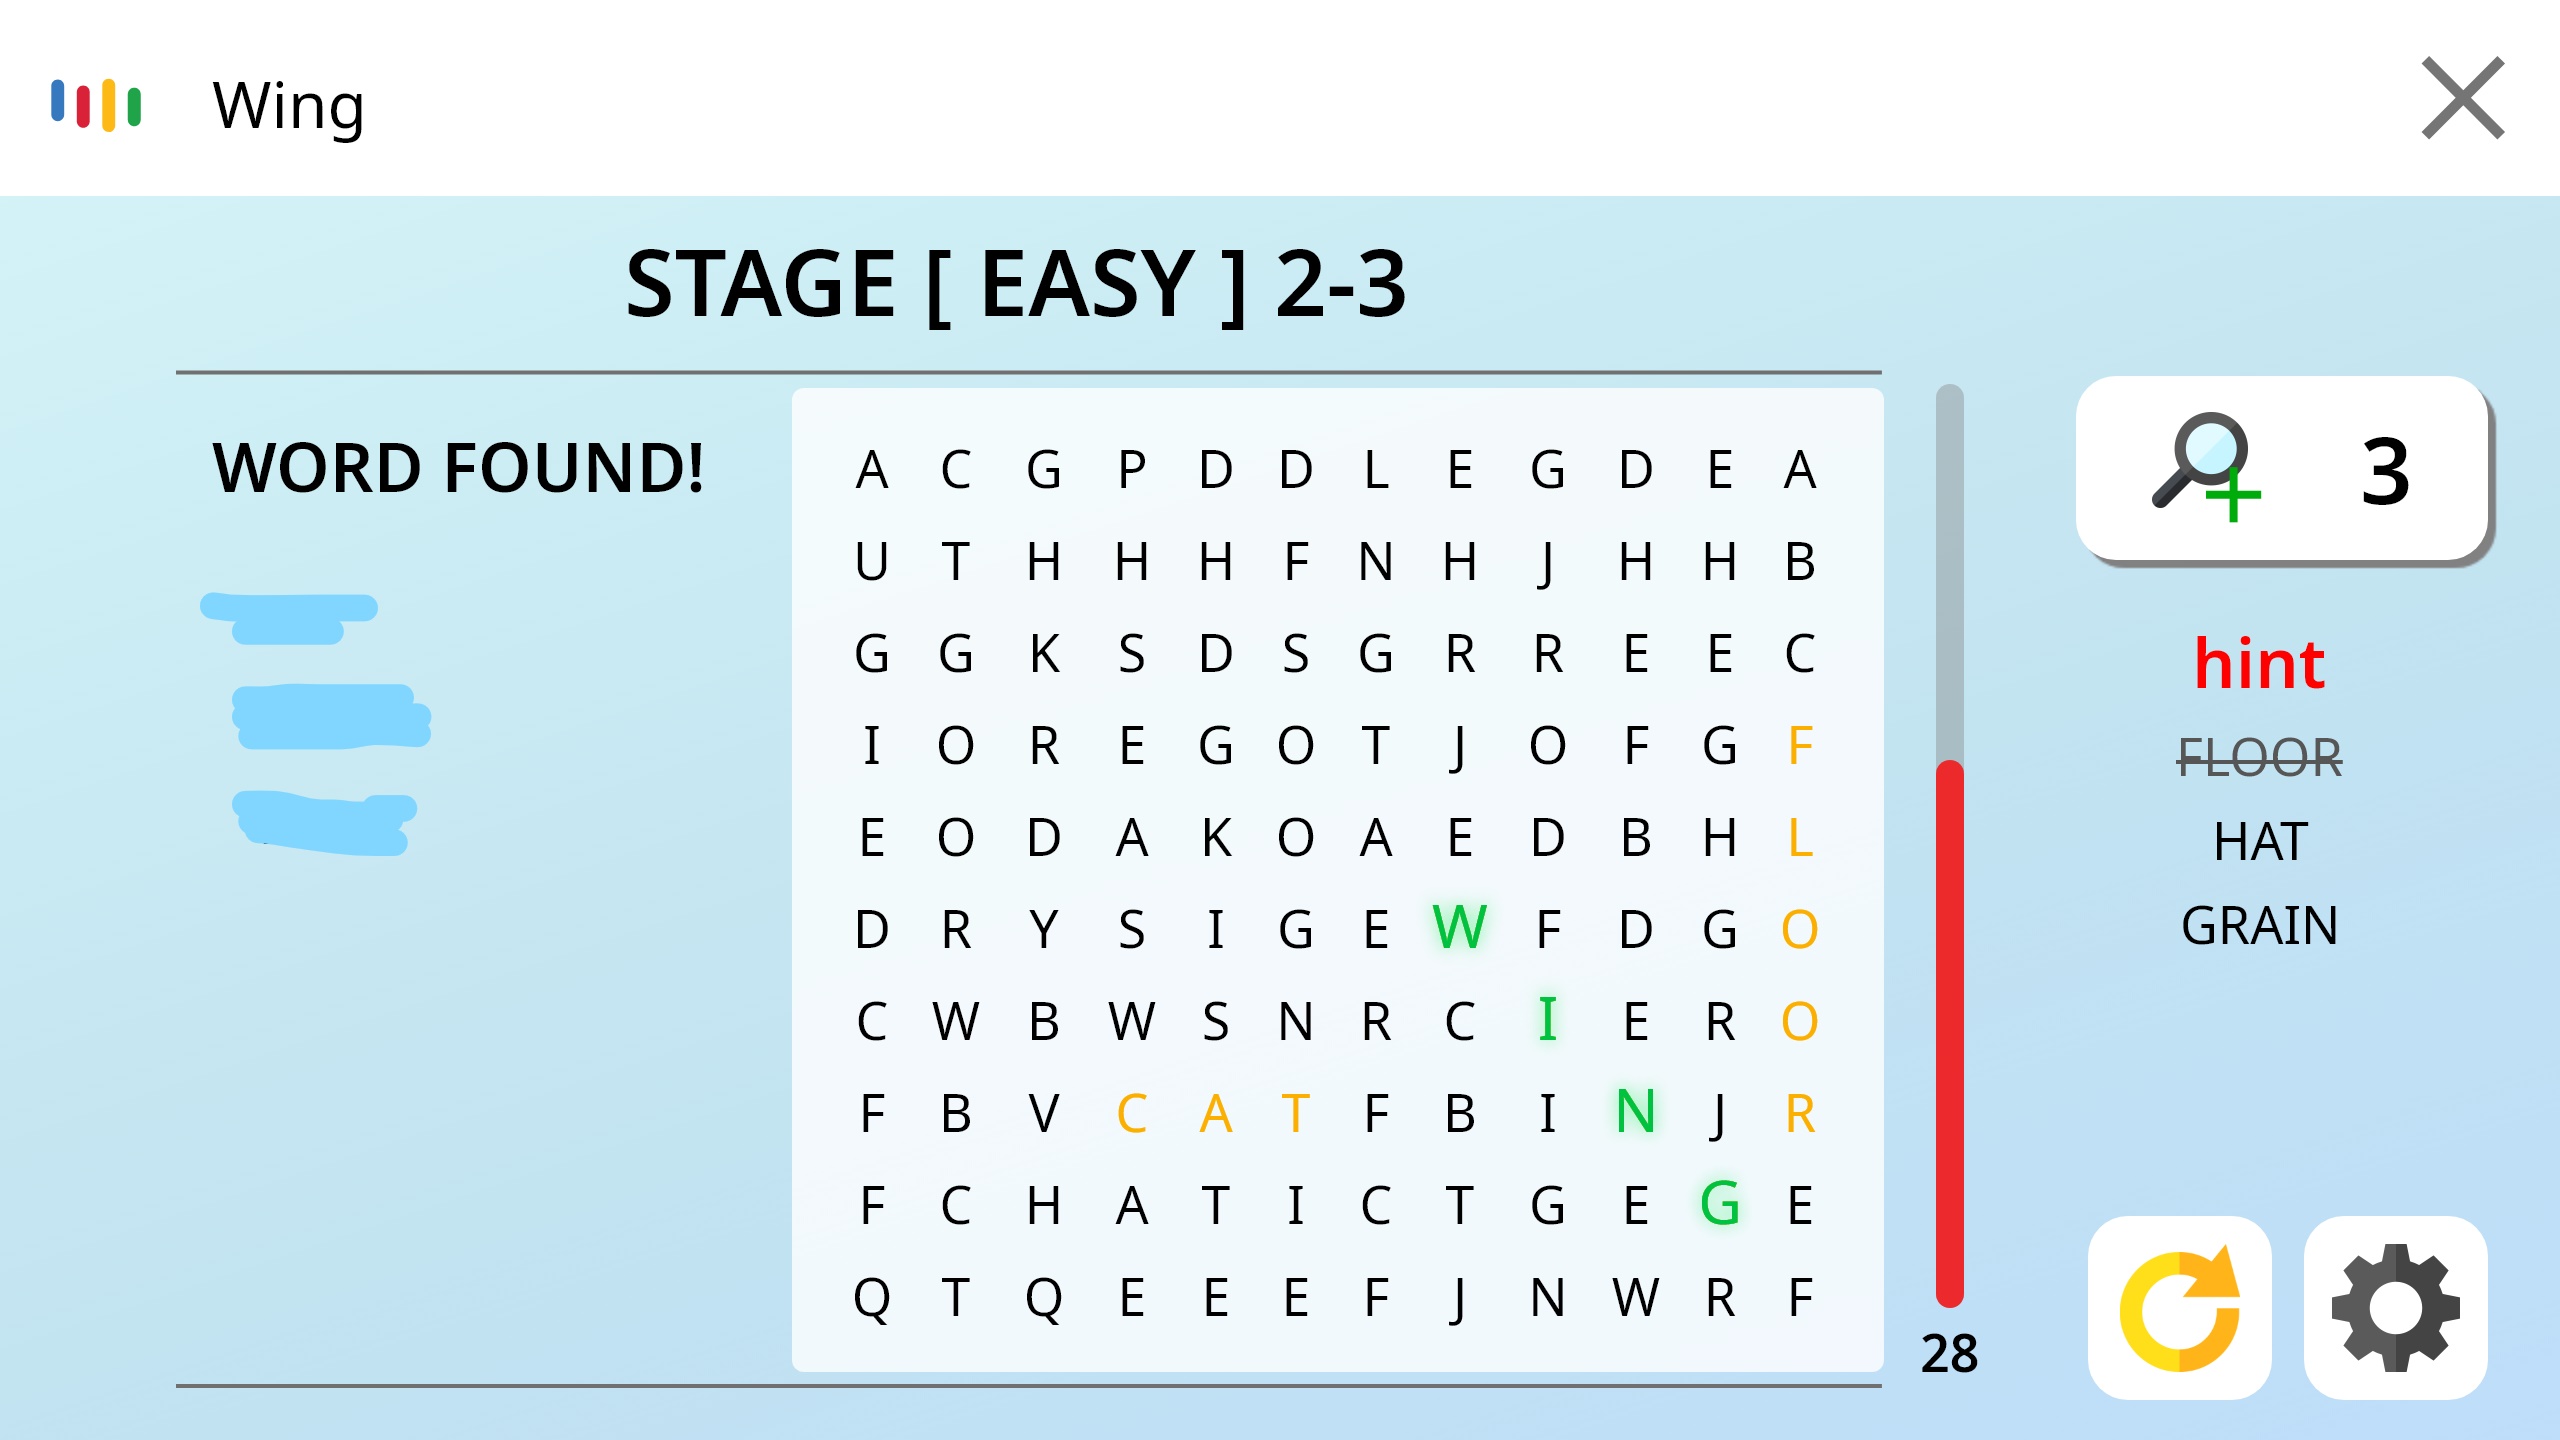 Wing
STAGE [ EASY ] 2-3
WORD FOUND!
A C G P D D L E G D E A
U T H H H F N H J H H B
G G K S D S G R R E E C
I O R E G O T J O F G F
E O D A K O A E D B H L
D R Y S I G E W F D G O
C W B W S N R C I E R O
F B V C A T F B I N J R
F C H A T I C T G E G E
Q T Q E E E F J N W R F
28
3
hint
FLOOR
HAT
GRAIN